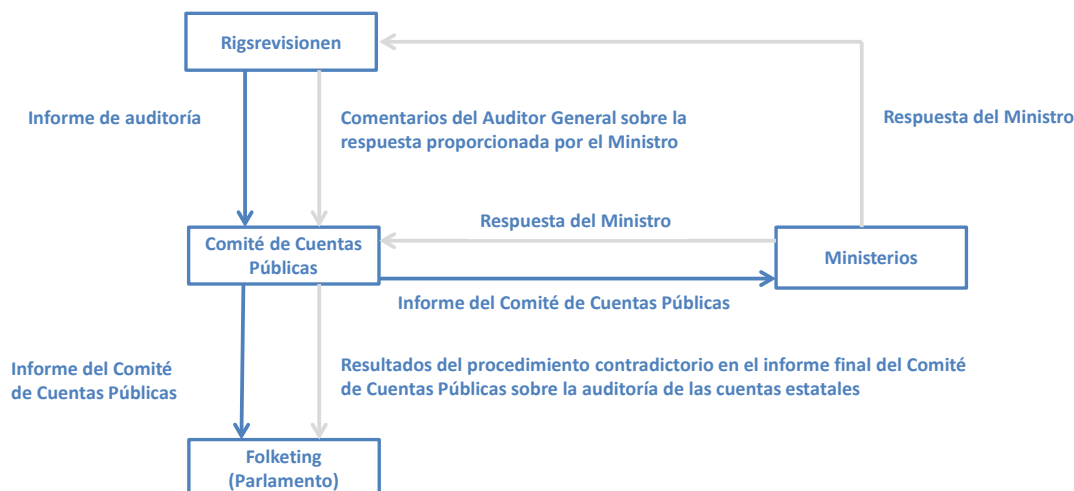 Rigsrevisionen
Informe de auditoría
Comentarios del Auditor General sobre la
respuesta proporcionada por el Ministro
Respuesta del Ministro
Respuesta del Ministro
Comité de Cuentas
Públicas
Ministerios
Informe del Comité de Cuentas Públicas
Informe del Comité
de Cuentas Públicas
Resultados del procedimiento contradictorio en el informe final del Comité
de Cuentas Públicas sobre la auditoría de las cuentas estatales
Folketing
(Parlamento)